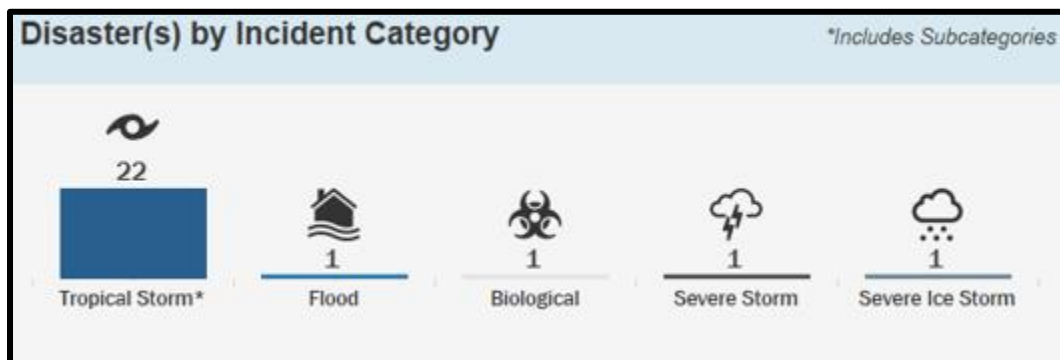 Disaster(s) by Incident Category
*Includes Subcategories
22
1
1
1
1
Tropical Storm*
Flood
Biological
Severe Storm
Severe Ice Storm